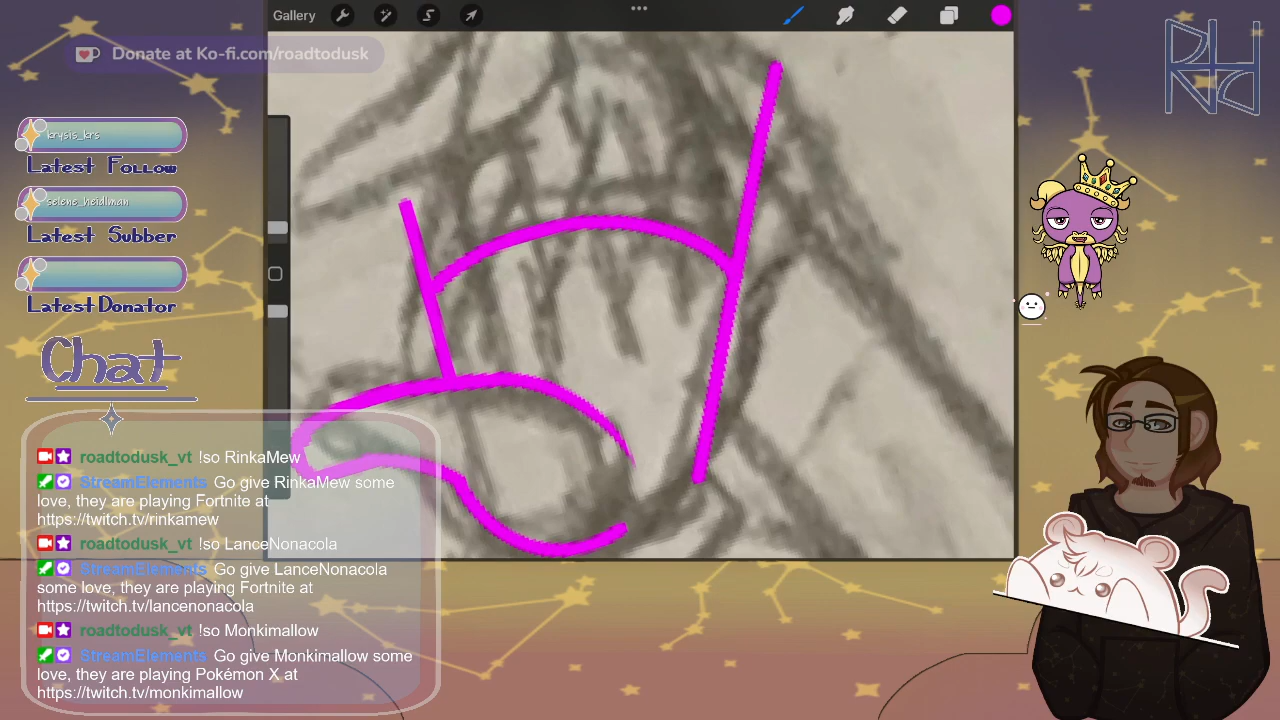 Gallery
Donate at Ko-fi.com/roadtodusk
krysis_krs
Latest Follow
selene_heidlman
Latest Subber
Latest Donator
Chat
roadtodusk_vt !so RinkaMew
StreamElements Go give RinkaMew some
love, they are playing Fortnite at
https://twitch.tv/rinkamew
roadtodusk_vt !so LanceNonacola
StreamElements Go give LanceNonacola
some love, they are playing Fortnite at
https://twitch.tv/lancenonacola
roadtodusk_vt !so Monkimallow
StreamElements Go give Monkimallow some
love, they are playing Pokémon X at
https://twitch.tv/monkimallow